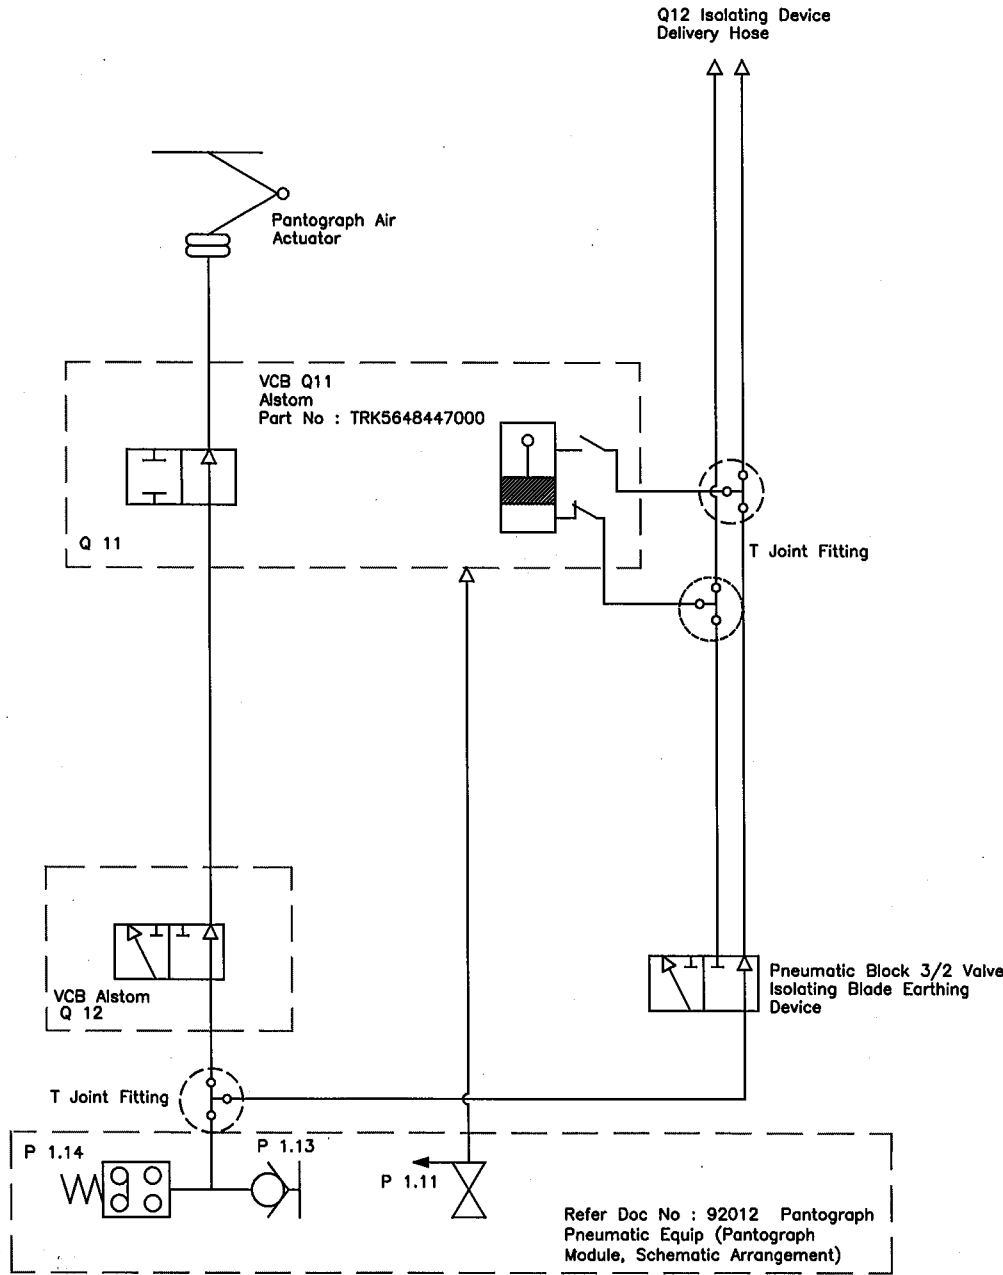 Q12 Isolating Device
Delivery Hose
Pantograph Air
Actuator
VCB Q11
Alstom
Part No : TRK5648447000
Q 11
T Joint Fitting
VCB Alstom
Q 12
Pneumatic Block 3/2 Valve
Isolating Blade Earthing
Device
T Joint Fitting
P 1.14
P 1.13
P 1.11
Refer Doc No : 92012 Pantograph
Pneumatic Equip (Pantograph
Module, Schematic Arrangement)